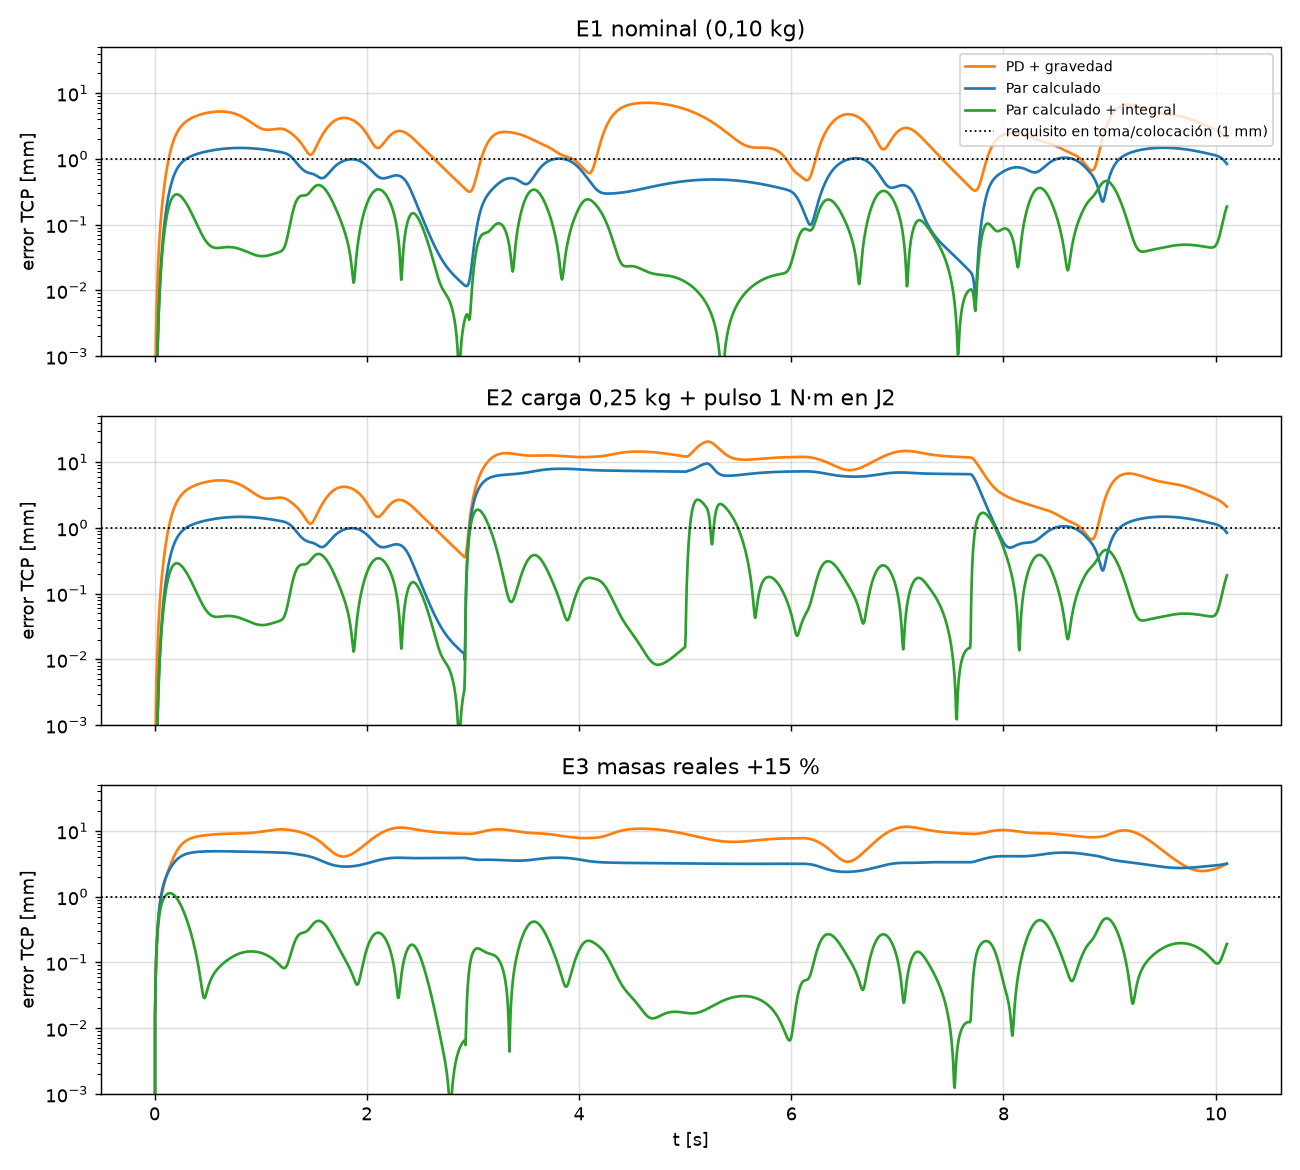 E1 nominal (0,10 kg)
error TCP [mm]
10¹
10⁰
10⁻¹
10⁻²
10⁻³
PD + gravedad
Par calculado
Par calculado + integral
requisito en toma/colocación (1 mm)
E2 carga 0,25 kg + pulso 1 N·m en J2
error TCP [mm]
10¹
10⁰
10⁻¹
10⁻²
10⁻³
E3 masas reales +15 %
error TCP [mm]
10¹
10⁰
10⁻¹
10⁻²
10⁻³
0 2 4 6 8 10
t [s]